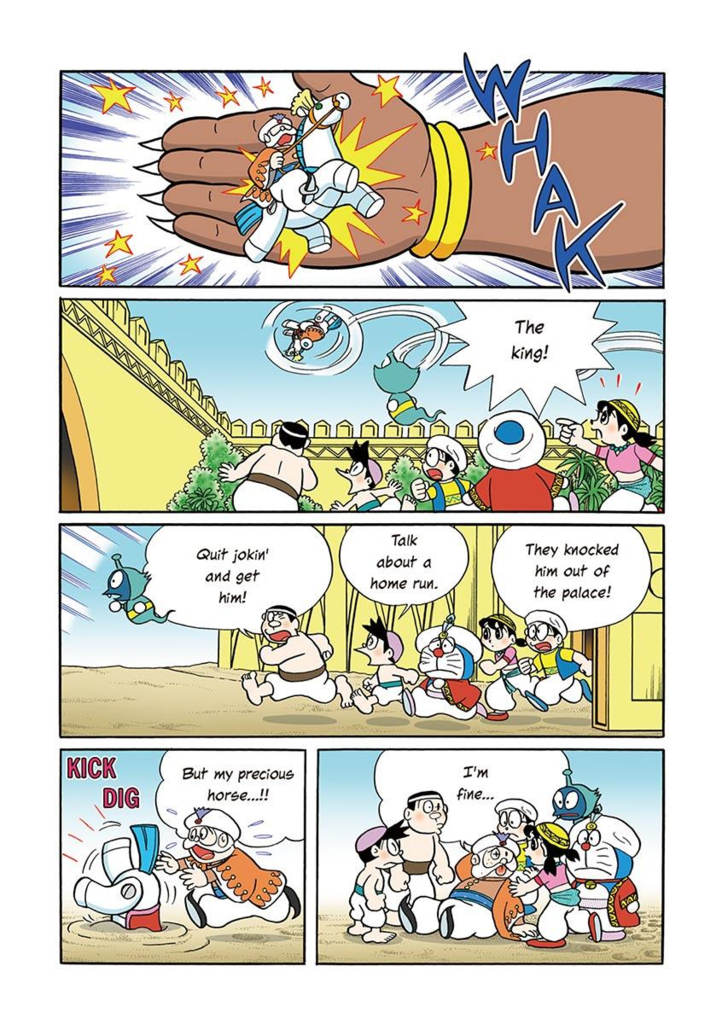 WHAK
The
king!
Quit jokin'
and get
him!
Talk
about a
home run.
They knocked
him out of
the palace!
KICK
DIG
But my precious
horse...!!
I'm
fine...